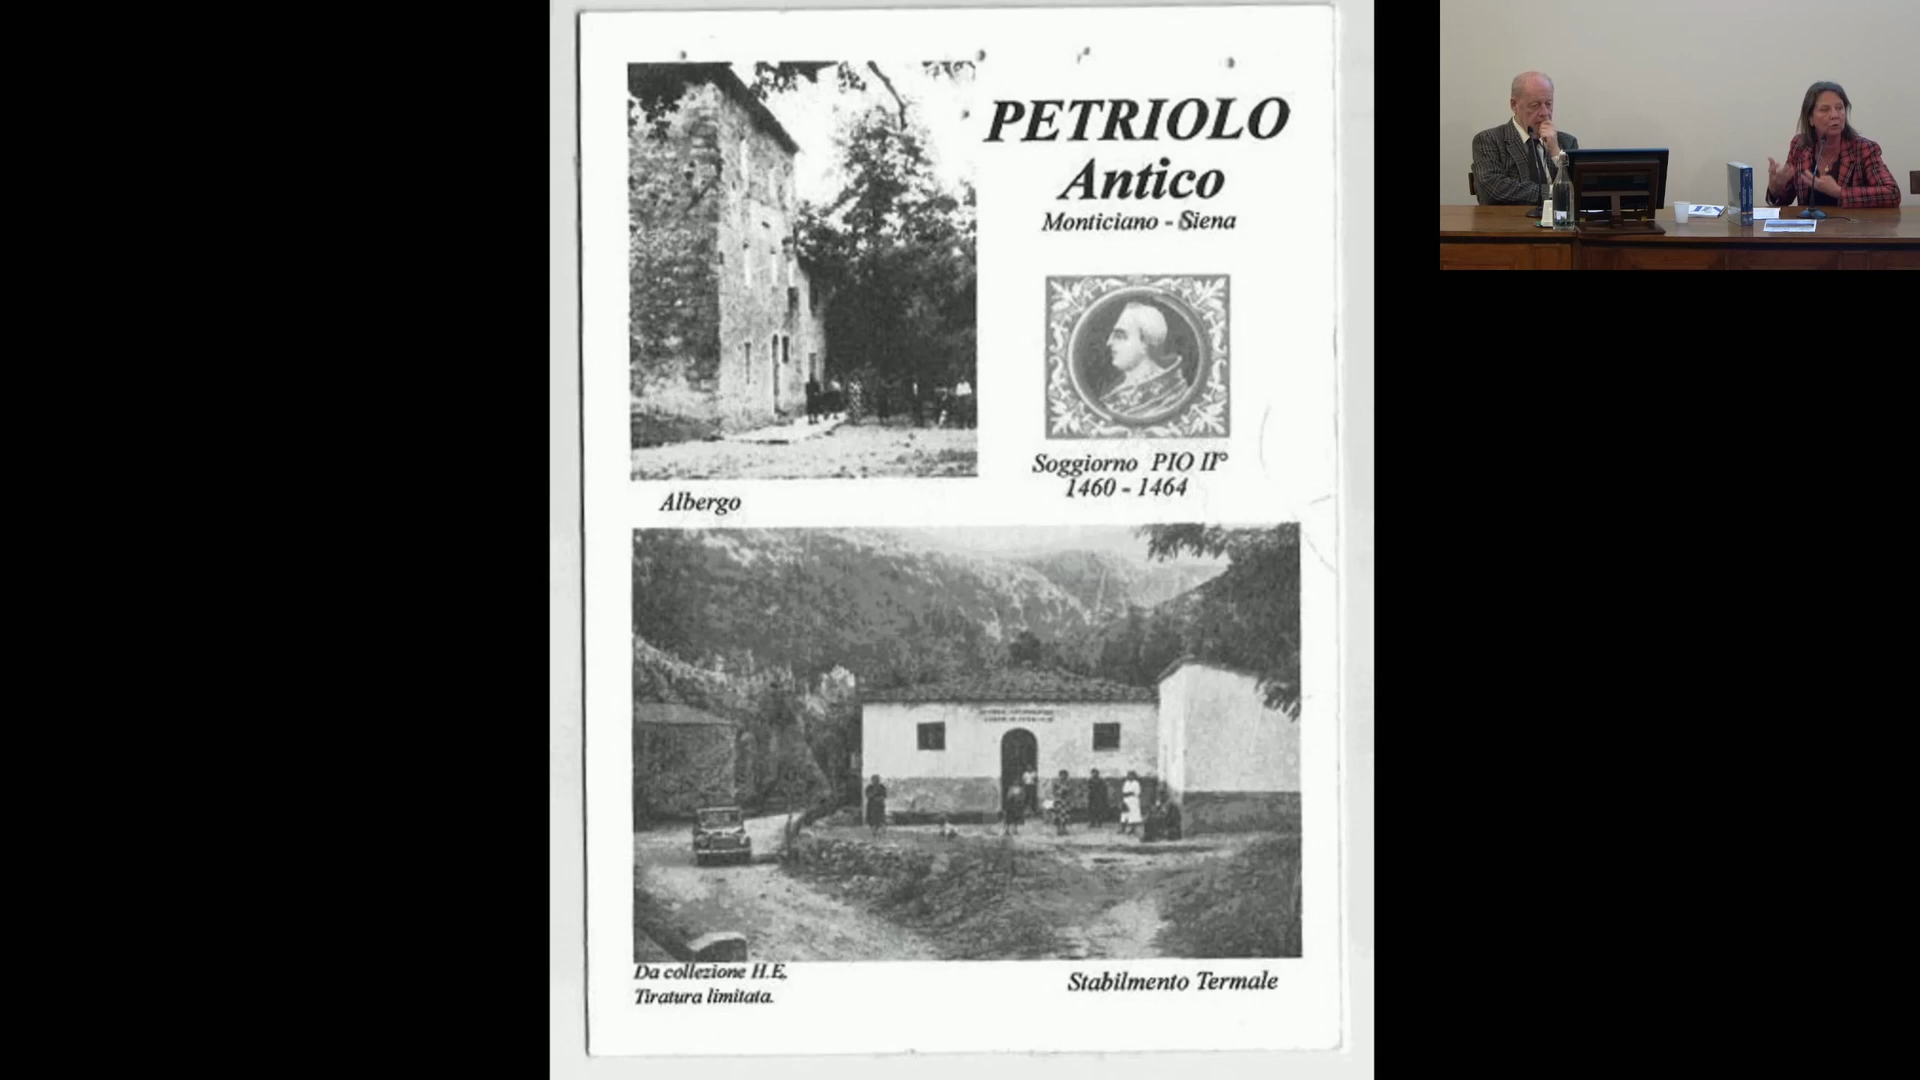 PETRIOLO
Antico
Monticiano - Siena
Soggiorno PIO II°
1460 - 1464
Albergo
Da collezione H.E.
Tiratura limitata.
Stabilmento Termale